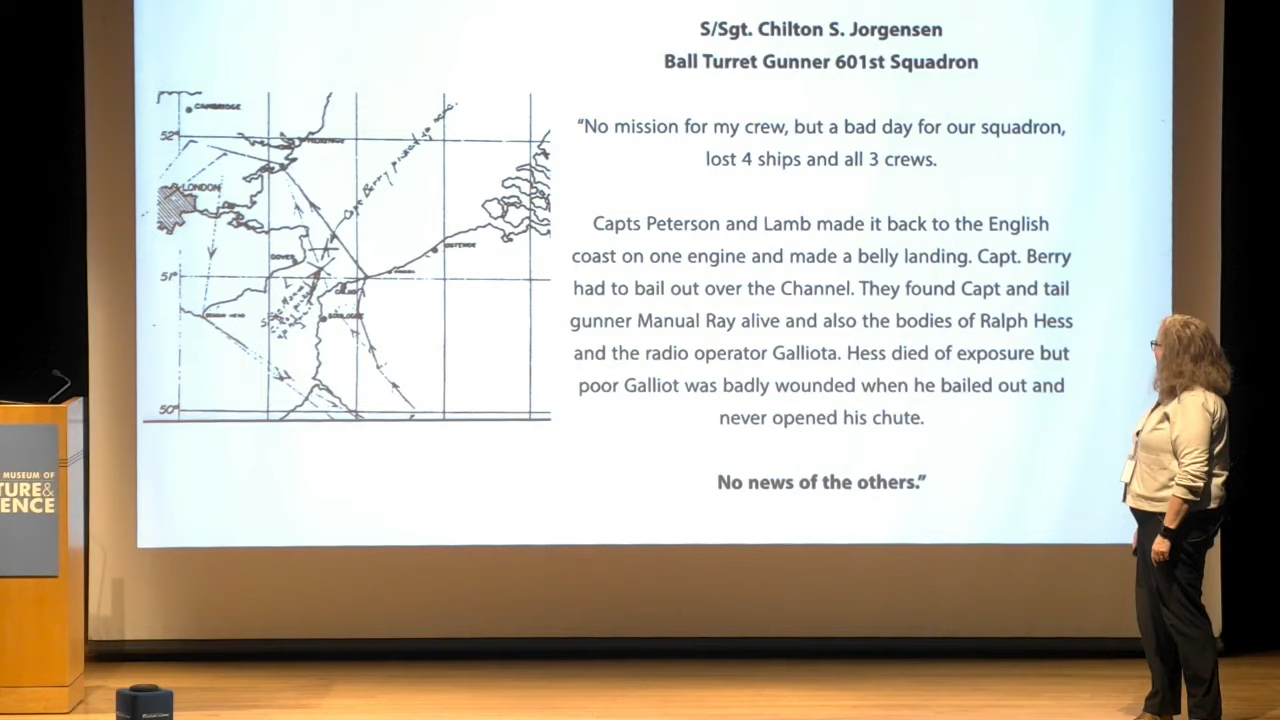 S/Sgt. Chilton S. Jorgensen
Ball Turret Gunner 601st Squadron
“No mission for my crew, but a bad day for our squadron,
lost 4 ships and all 3 crews.
Capts Peterson and Lamb made it back to the English
coast on one engine and made a belly landing. Capt. Berry
had to bail out over the Channel. They found Capt and tail
gunner Manual Ray alive and also the bodies of Ralph Hess
and the radio operator Galliota. Hess died of exposure but
poor Galliot was badly wounded when he bailed out and
never opened his chute.
No news of the others.”
CAMBRIDGE
52°
LONDON
DOVER
OSTENDE
51°
CALAIS
BEACHY HEAD
BOULOGNE
50°
MUSEUM OF
TURE&
ENCE